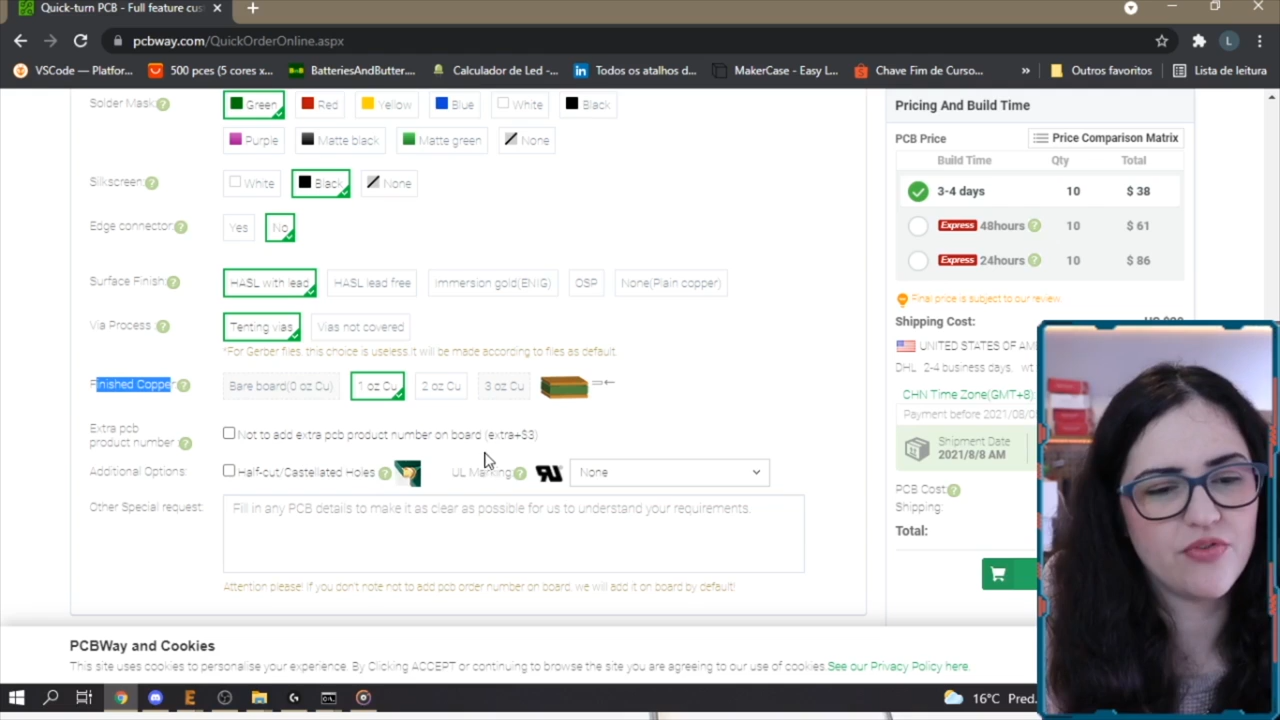 Quick-turn PCB - Full feature cus
pcbway.com/QuickOrderOnline.aspx
VSCode — Platfor... 500 pces (5 cores x... BatteriesAndButter.... Calculador de Led -... Todos os atalhos d... MakerCase - Easy L... Chave Fim de Curso... » Outros favoritos Lista de leitura
Solder Mask: Green Red Yellow Blue White Black
Purple Matte black Matte green None
Silkscreen: White Black None
Edge connector: Yes No
Surface Finish: HASL with lead HASL lead free Immersion gold(ENIG) OSP None(Plain copper)
Via Process : Tenting vias Vias not covered
*For Gerber files, this choice is useless it will be made according to files as default.
Finished Copper: Bare board(0 oz Cu) 1 oz Cu 2 oz Cu 3 oz Cu
Extra pcb
product number: Not to add extra pcb product number on board (extra+$3)
Additional Options: Half-cut/Castellated Holes UL Marking None
Other Special request: Fill in any PCB details to make it as clear as possible for us to understand your requirements.
Attention please! If you don't note not to add pcb order number on board, we will add it on board by default!
Pricing And Build Time
PCB Price Price Comparison Matrix
Build Time Qty Total
3-4 days 10 $ 38
Express 48hours 10 $ 61
Express 24hours 10 $ 86
Final price is subject to our review.
Shipping Cost:
UNITED STATES OF AM
DHL 2-4 business days, wt
CHN Time Zone(GMT+8)
Payment before 2021/08/0
Shipment Date
2021/8/8 AM
PCB Cost:
Shipping:
Total:
PCBWay and Cookies
This site uses cookies to personalise your experience. By Clicking ACCEPT or continuing to browse the site you are agreeing to our use of cookies.See our Privacy Policy here.
16°C Pred.